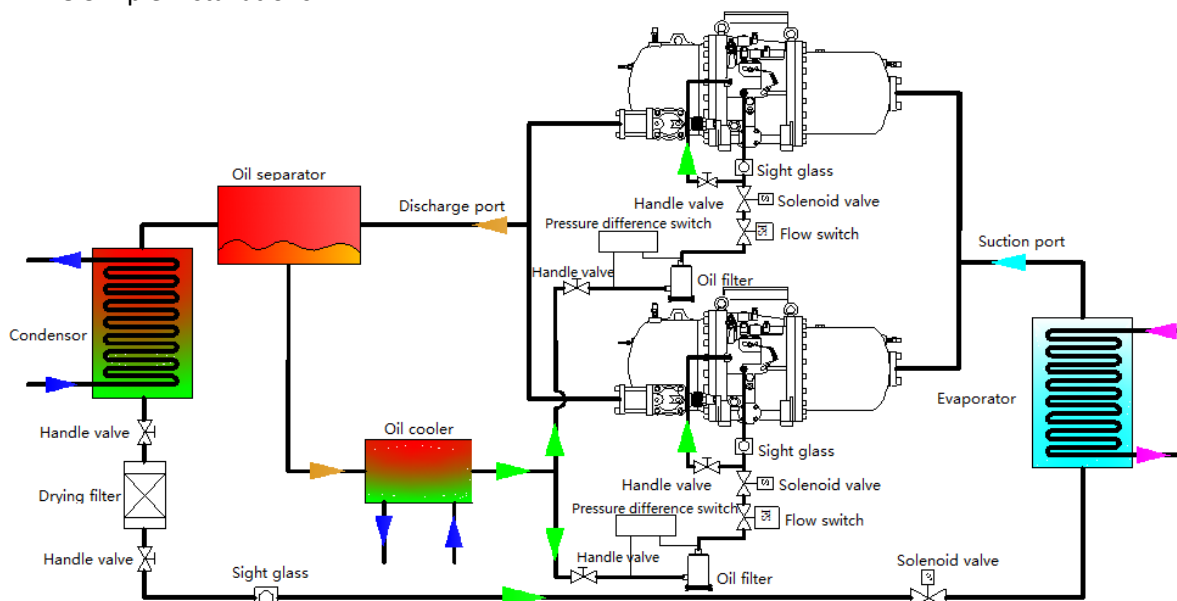 Sight glass
Oil separator
Handle valve
Solenoid valve
Discharge port
Pressure difference switch
Flow switch
Suction port
Handle valve
Oil filter
Condensor
Evaporator
Handle valve
Oil cooler
Sight glass
Handle valve
Solenoid valve
Drying filter
Pressure difference switch
Flow switch
Handle valve
Handle valve
Solenoid valve
Sight glass
Oil filter